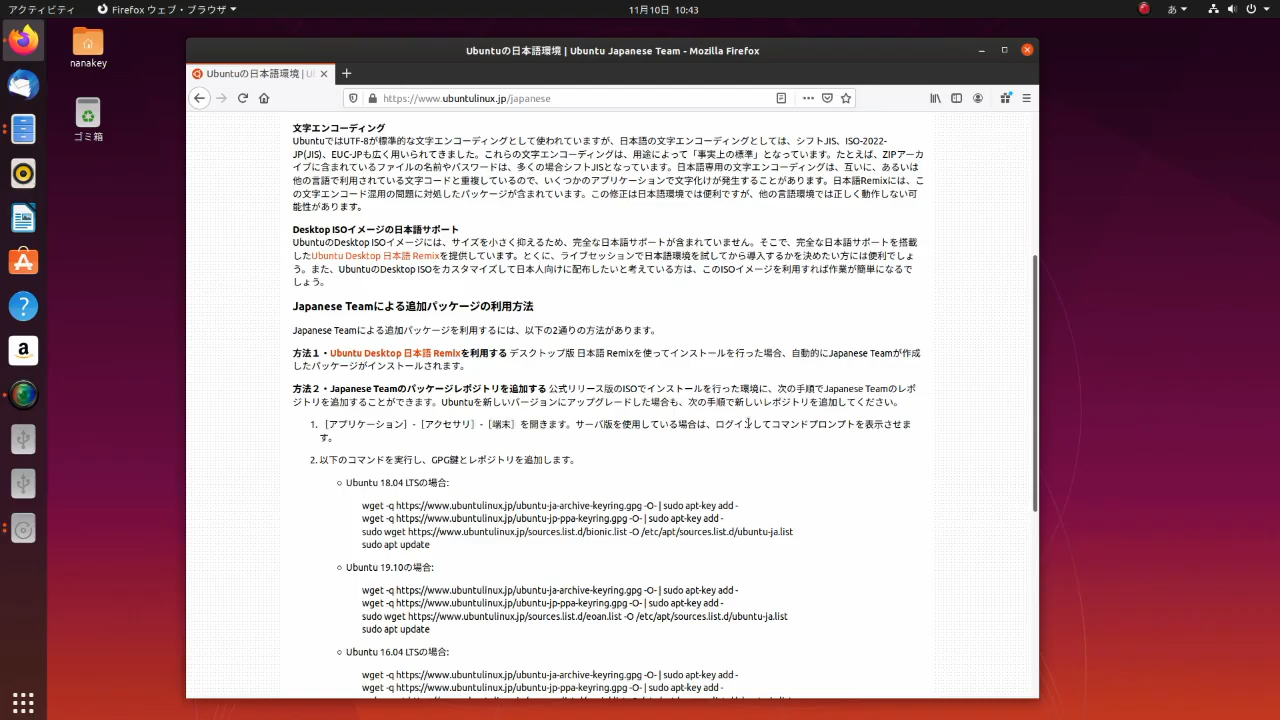 アクティビティ
Firefox ウェブ・ブラウザ
11月10日 10:43
あ
nanakey
ゴミ箱
a
Ubuntuの日本語環境 | Ubuntu Japanese Team - Mozilla Firefox
Ubuntuの日本語環境 | Ub
https://www.ubuntulinux.jp/japanese
文字エンコーディング
UbuntuではUTF-8が標準的な文字エンコーディングとして使われていますが、日本語の文字エンコーディングとしては、シフトJIS、ISO-2022-
JP(JIS)、EUC-JPも広く用いられてきました。これらの文字エンコーディングは、用途によって「事実上の標準」となっています。たとえば、ZIPアーカ
イブに含まれているファイルの名前やパスワードは、多くの場合シフトJISとなっています。日本語専用の文字エンコーディングは、互いに、あるいは
他の言語で利用されている文字コードと重複しているので、いくつかのアプリケーションで文字化けが発生することがあります。日本語Remixには、こ
の文字エンコード混用の問題に対処したパッケージが含まれています。この修正は日本語環境では便利ですが、他の言語環境では正しく動作しない可
能性があります。
Desktop ISOイメージの日本語サポート
UbuntuのDesktop ISOイメージには、サイズを小さく抑えるため、完全な日本語サポートが含まれていません。そこで、完全な日本語サポートを搭載
したUbuntu Desktop 日本語 Remixを提供しています。とくに、ライブセッションで日本語環境を試してから導入するかを決めたい方には便利でしょ
う。また、UbuntuのDesktop ISOをカスタマイズして日本人向けに配布したいと考えている方は、このISOイメージを利用すれば作業が簡単になるで
しょう。
Japanese Teamによる追加パッケージの利用方法
Japanese Teamによる追加パッケージを利用するには、以下の2通りの方法があります。
方法1・Ubuntu Desktop 日本語 Remixを利用する デスクトップ版 日本語 Remixを使ってインストールを行った場合、自動的にJapanese Teamが作成
したパッケージがインストールされます。
方法2・Japanese Teamのパッケージレポジトリを追加する 公式リリース版のISOでインストールを行った環境に、次の手順でJapanese Teamのレポ
ジトリを追加することができます。Ubuntuを新しいバージョンにアップグレードした場合も、次の手順で新しいレポジトリを追加してください。
1. [アプリケーション] - [アクセサリ] - [端末] を開きます。サーバ版を使用している場合は、ログインしてコマンドプロンプトを表示させま
す。
2. 以下のコマンドを実行し、GPG鍵とレポジトリを追加します。
○ Ubuntu 18.04 LTSの場合:
wget -q https://www.ubuntulinux.jp/ubuntu-ja-archive-keyring.gpg -O- | sudo apt-key add -
wget -q https://www.ubuntulinux.jp/ubuntu-jp-ppa-keyring.gpg -O- | sudo apt-key add -
sudo wget https://www.ubuntulinux.jp/sources.list.d/bionic.list -O /etc/apt/sources.list.d/ubuntu-ja.list
sudo apt update
○ Ubuntu 19.10の場合:
wget -q https://www.ubuntulinux.jp/ubuntu-ja-archive-keyring.gpg -O- | sudo apt-key add -
wget -q https://www.ubuntulinux.jp/ubuntu-jp-ppa-keyring.gpg -O- | sudo apt-key add -
sudo wget https://www.ubuntulinux.jp/sources.list.d/eoan.list -O /etc/apt/sources.list.d/ubuntu-ja.list
sudo apt update
○ Ubuntu 16.04 LTSの場合:
wget -q https://www.ubuntulinux.jp/ubuntu-ja-archive-keyring.gpg -O- | sudo apt-key add -
wget -q https://www.ubuntulinux.jp/ubuntu-jp-ppa-keyring.gpg -O- | sudo apt-key add -